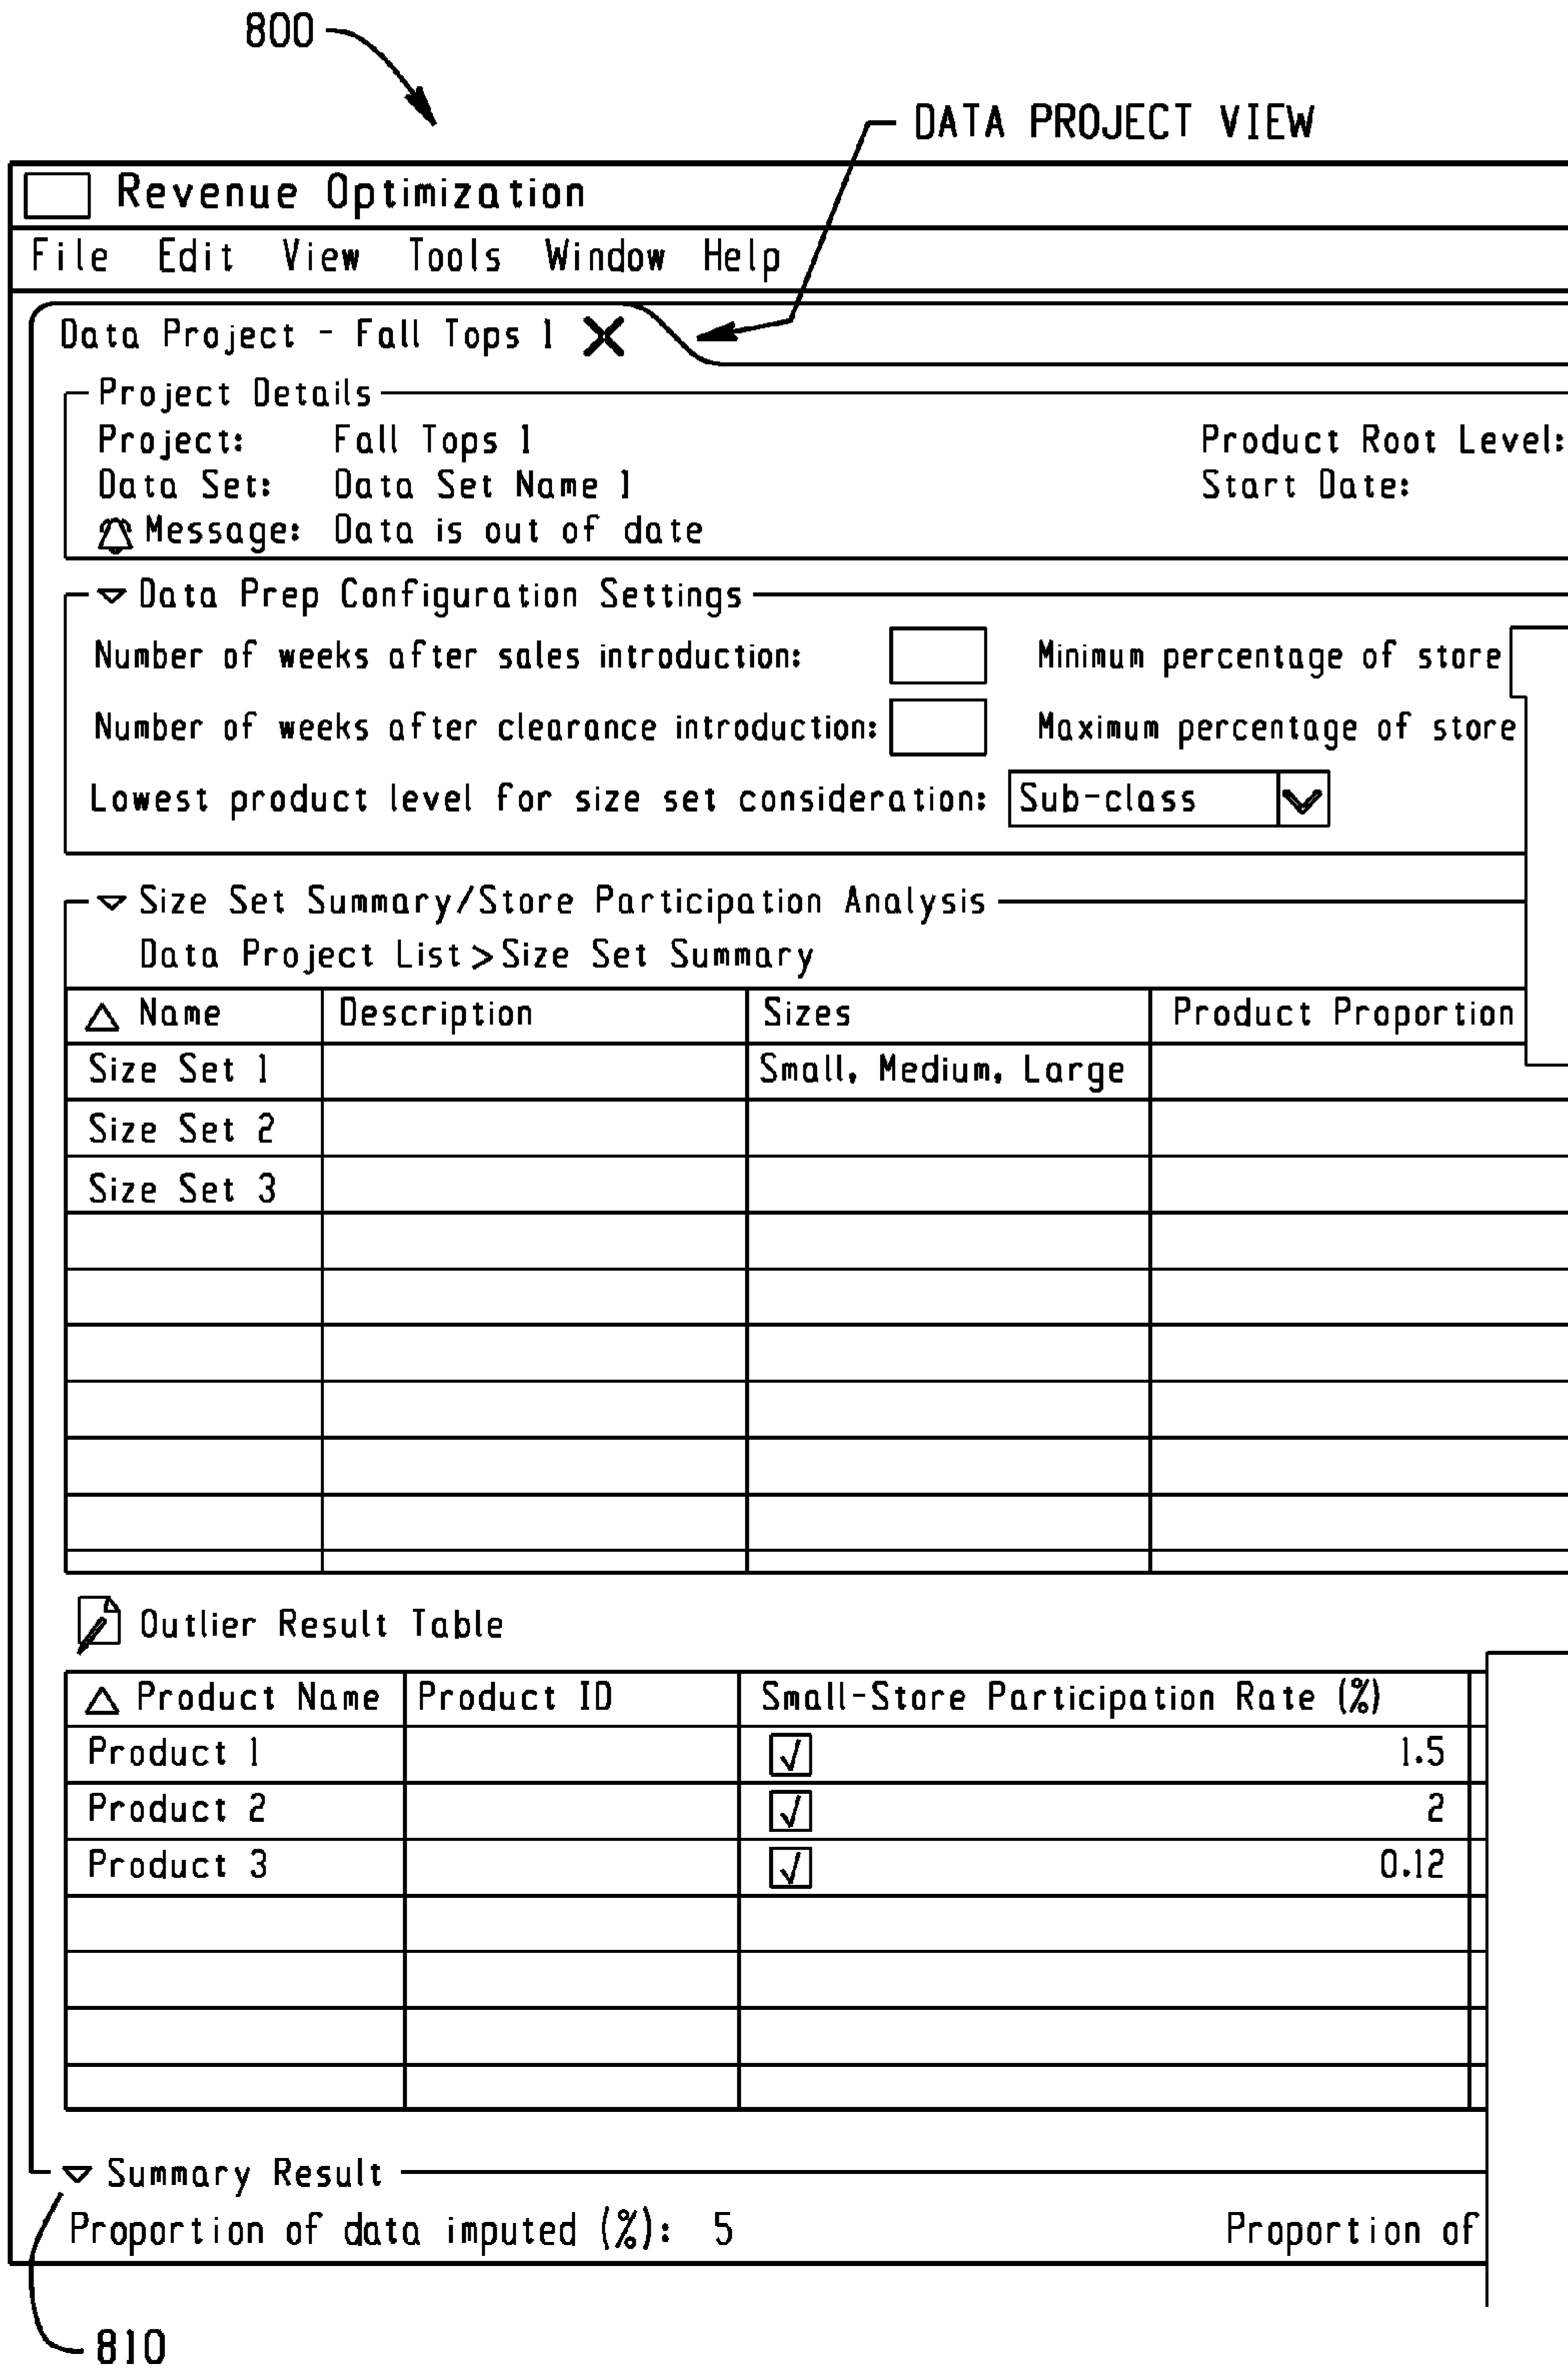 800
DATA PROJECT VIEW
Revenue Optimization
File Edit View Tools Window Help
Data Project - Fall Tops 1
Project Details
Project: Fall Tops 1 Product Root Level:
Data Set: Data Set Name 1 Start Date:
Message: Data is out of date
Data Prep Configuration Settings
Number of weeks after sales introduction: Minimum percentage of store
Number of weeks after clearance introduction: Maximum percentage of store
Lowest product level for size set consideration: Sub-class
Size Set Summary/Store Participation Analysis
Data Project List>Size Set Summary
Name Description Sizes Product Proportion
Size Set 1 Small, Medium, Large
Size Set 2
Size Set 3
Outlier Result Table
Product Name Product ID Small-Store Participation Rate (%)
Product 1 1.5
Product 2 2
Product 3 0.12
Summary Result
Proportion of data imputed (%): 5 Proportion of
810